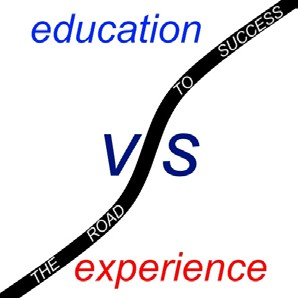 education
vs
THE ROAD TO SUCCESS
experience